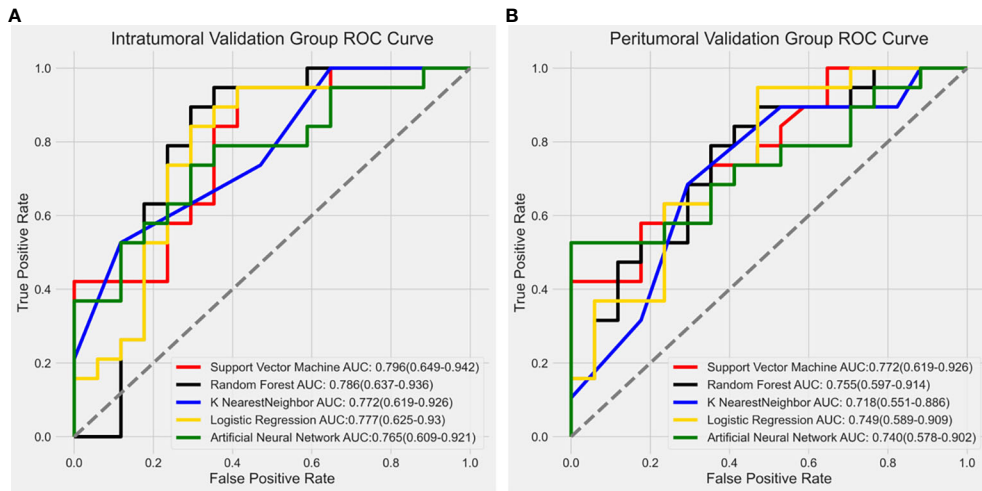 A
Intratumoral Validation Group ROC Curve
1.0
0.8
0.6
0.4
0.2
0.0
True Positive Rate
Support Vector Machine AUC: 0.796(0.649-0.942)
Random Forest AUC: 0.786(0.637-0.936)
K NearestNeighbor AUC: 0.772(0.619-0.926)
Logistic Regression AUC:0.777(0.625-0.93)
Artificial Neural Network AUC:0.765(0.609-0.921)
0.0 0.2 0.4 0.6 0.8 1.0
False Positive Rate
B
Peritumoral Validation Group ROC Curve
1.0
0.8
0.6
0.4
0.2
0.0
True Positive Rate
Support Vector Machine AUC:0.772(0.619-0.926)
Random Forest AUC: 0.755(0.597-0.914)
K NearestNeighbor AUC: 0.718(0.551-0.886)
Logistic Regression AUC: 0.749(0.589-0.909)
Artificial Neural Network AUC: 0.740(0.578-0.902)
0.0 0.2 0.4 0.6 0.8 1.0
False Positive Rate